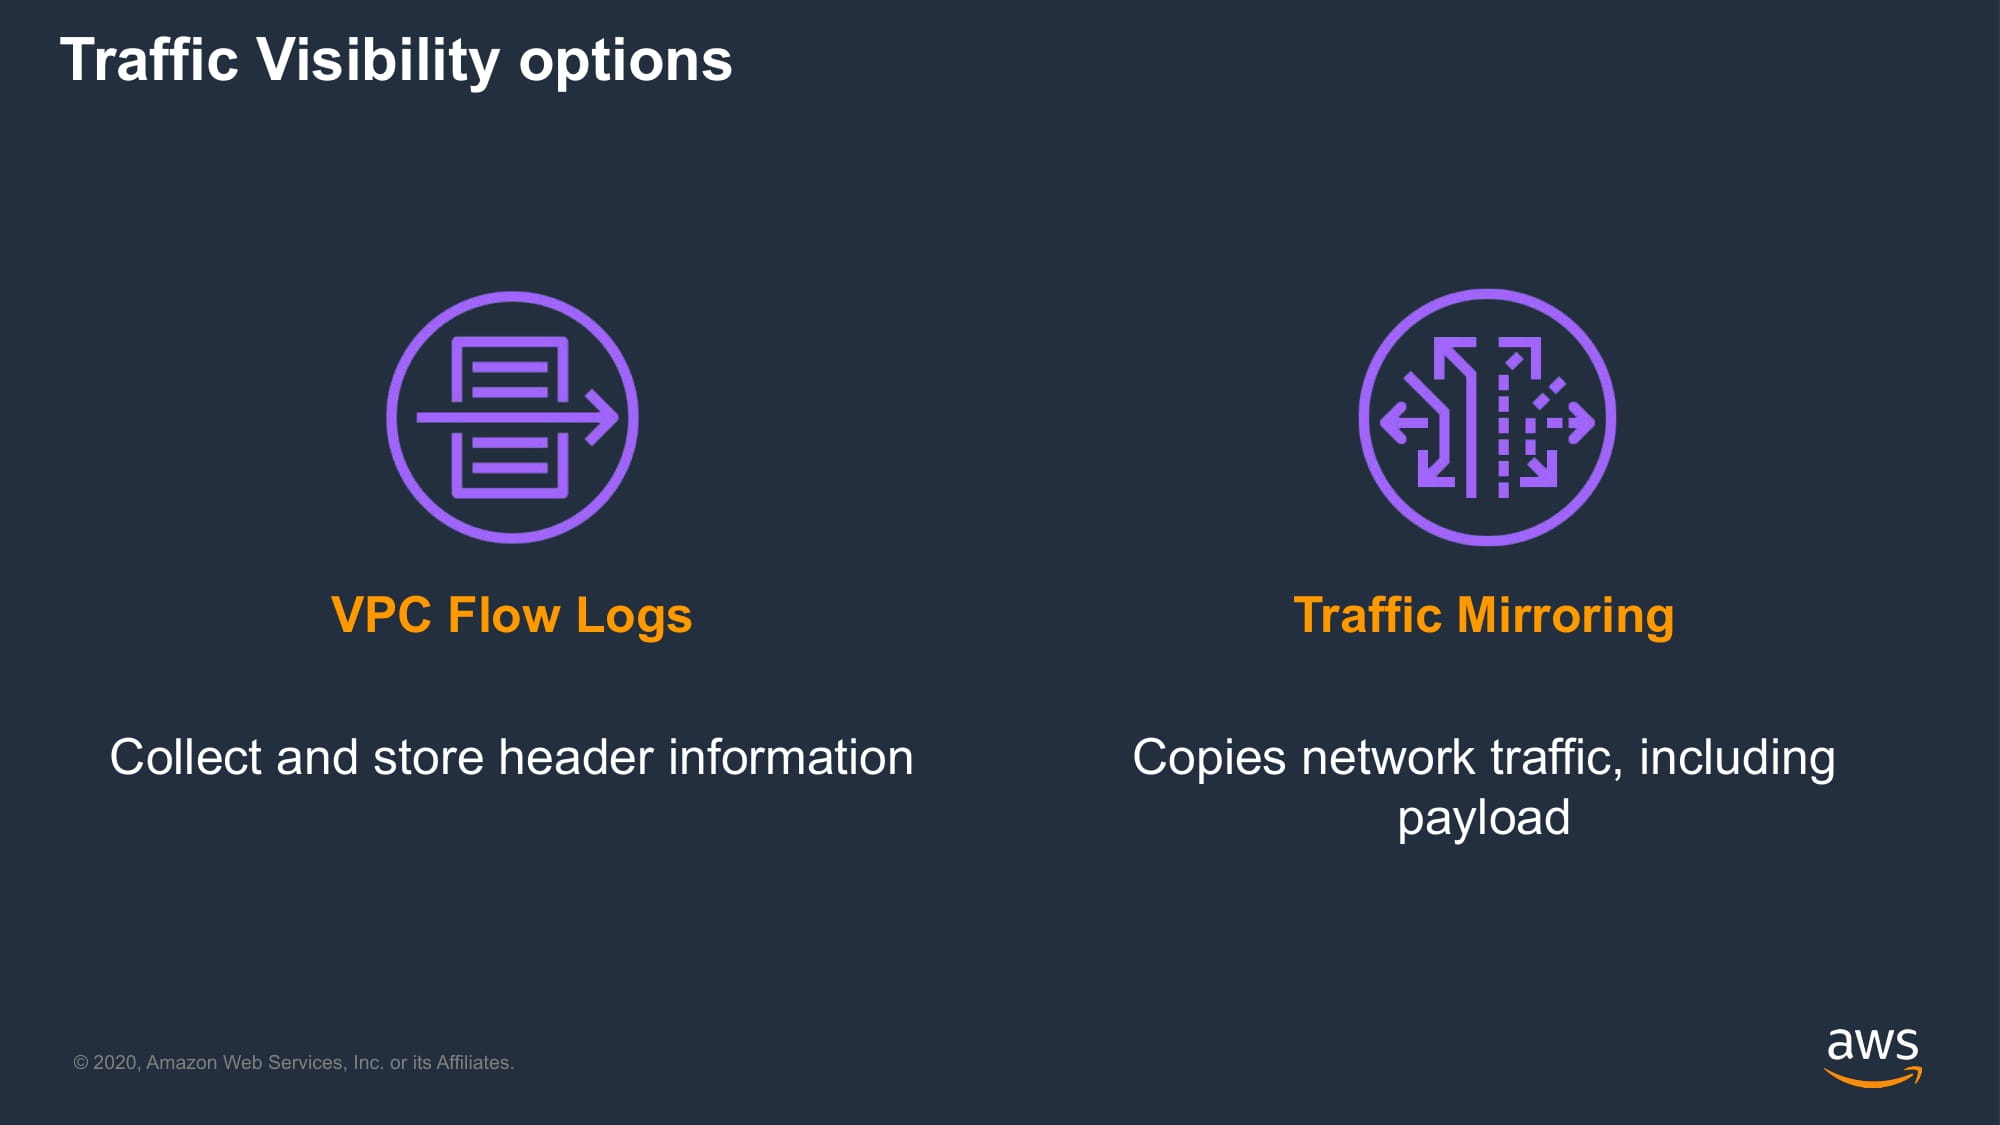 Traffic Visibility options
VPC Flow Logs
Collect and store header information
Traffic Mirroring
Copies network traffic, including
payload
© 2020, Amazon Web Services, Inc. or its Affiliates.
aws